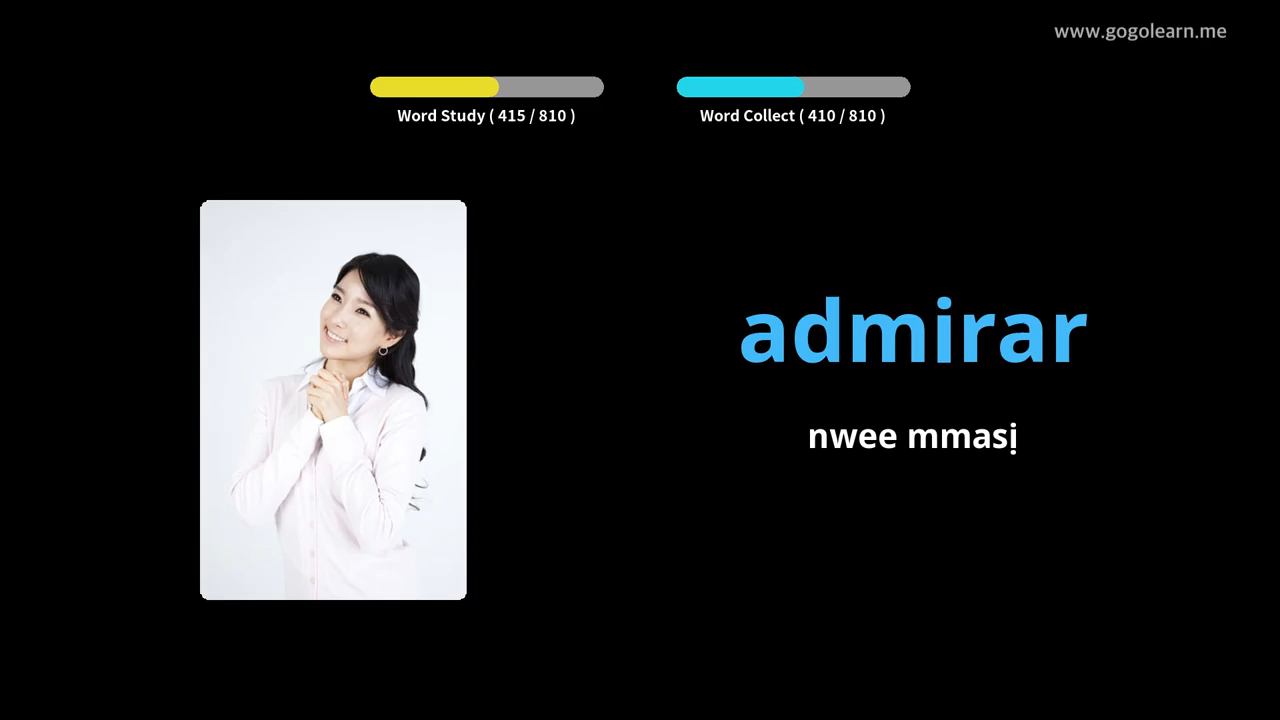 www.gogolearn.me
Word Study ( 415 / 810 )
Word Collect ( 410 / 810 )
admirar
nwee mmasị